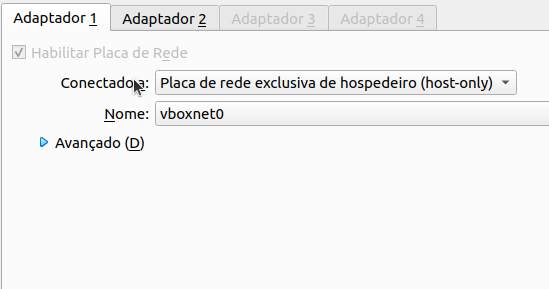 Adaptador 1 Adaptador 2 Adaptador 3 Adaptador 4
Habilitar Placa de Rede
Conectado a: Placa de rede exclusiva de hospedeiro (host-only)
Nome: vboxnet0
Avançado (D)